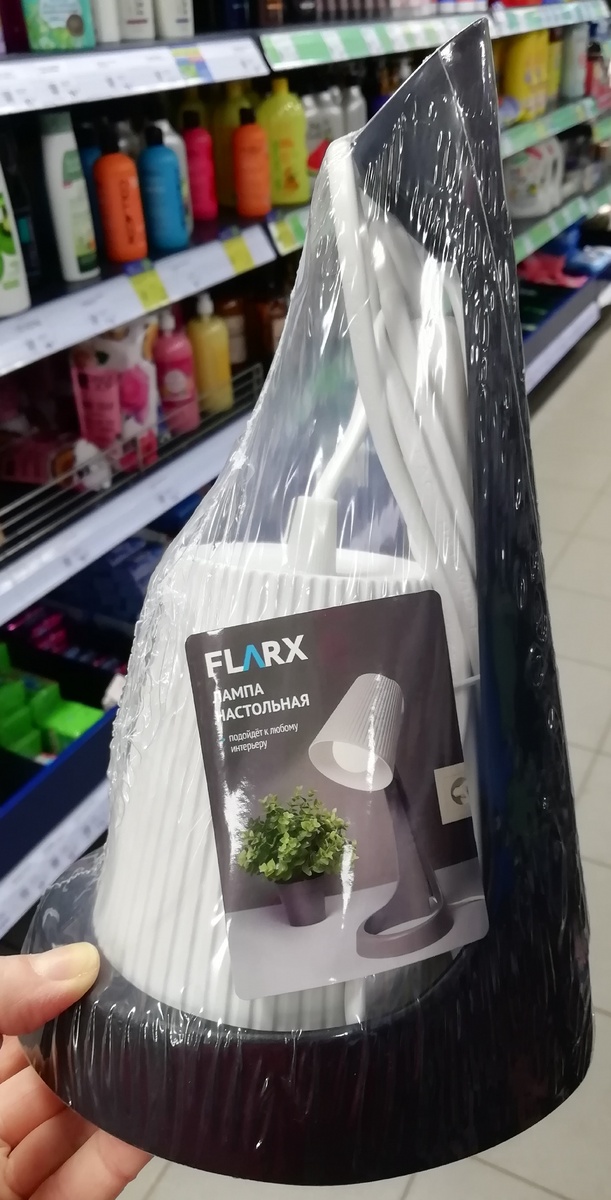 FLARX
ЛАМПА
НАСТОЛЬНАЯ
подойдёт к любому
интерьеру